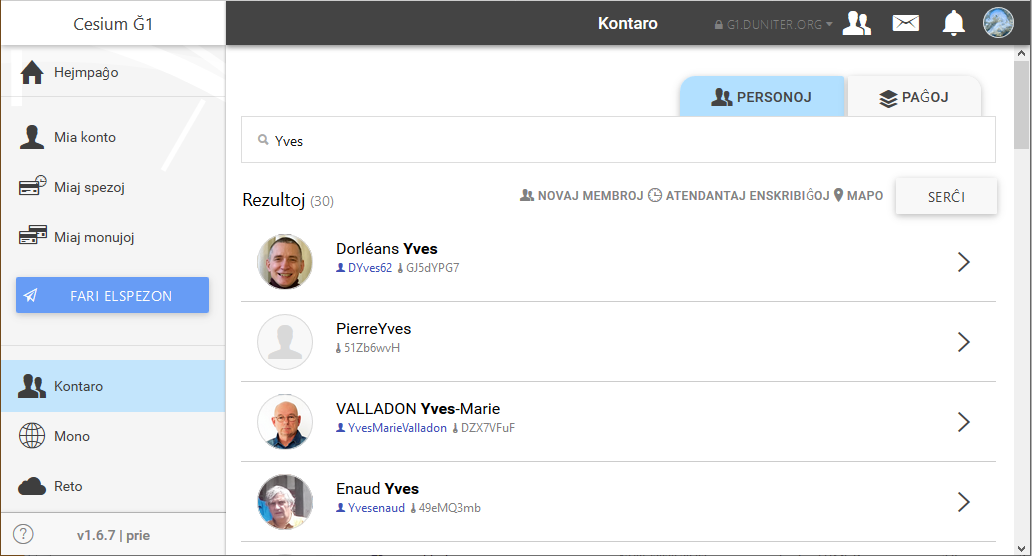 Cesium Ğ1
Kontaro
G1.DUNITER.ORG
Hejmpaĝo
Mia konto
Miaj spezoj
Miaj monujoj
FARI ELSPEZON
Kontaro
Mono
Reto
v1.6.7 | prie
PERSONOJ
PAĜOJ
Yves
Rezultoj (30)
NOVAJ MEMBROJ ATENDANTAJ ENSKRIBIĜOJ MAPO
SERĈI
Dorléans Yves
DYves62 GJ5dYPG7
PierreYves
51Zb6wvH
VALLADON Yves-Marie
YvesMarieValladon DZX7VFuF
Enaud Yves
Yvesenaud 49eMQ3mb